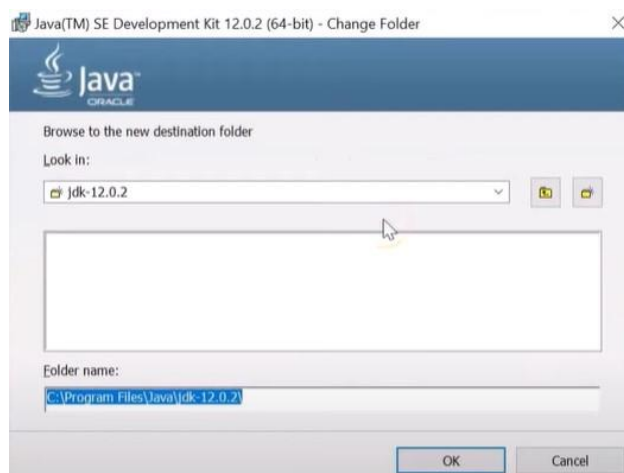 Java(TM) SE Development Kit 12.0.2 (64-bit) - Change Folder
Java™
ORACLE
Browse to the new destination folder
Look in:
jdk-12.0.2
Folder name:
C:\Program Files\Java\jdk-12.0.2\
OK
Cancel